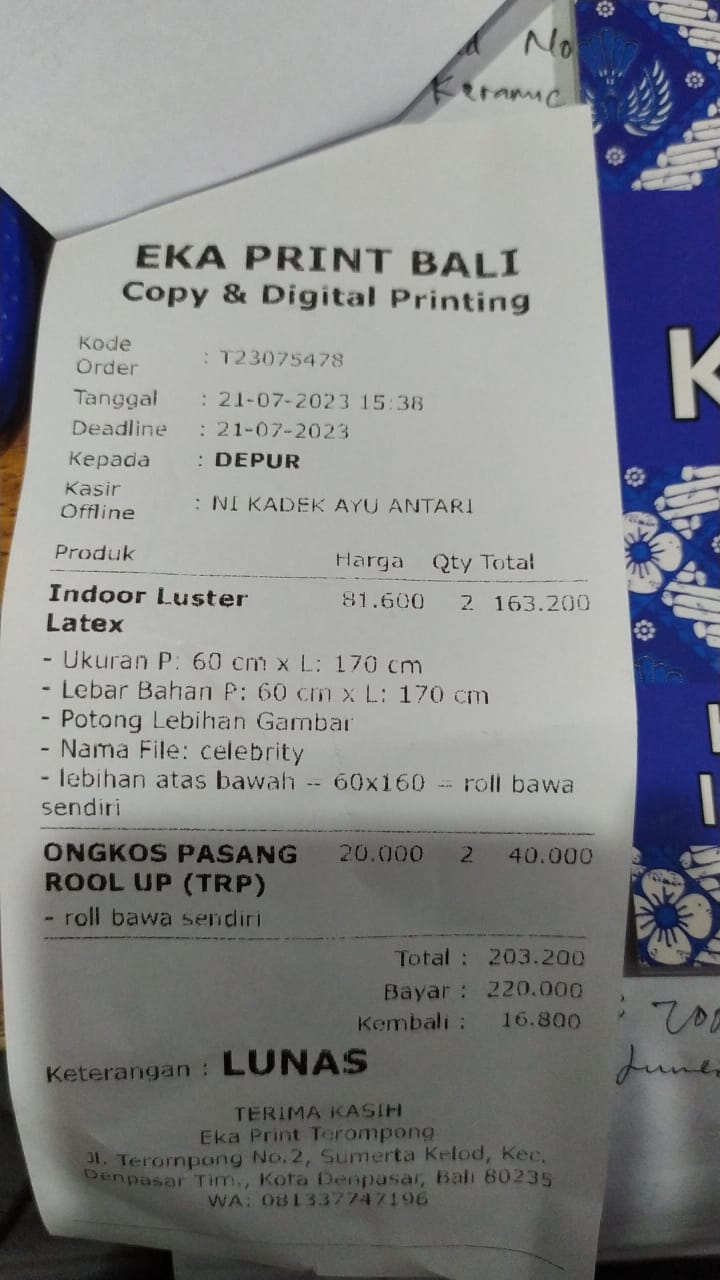 No
Keramic
EKA PRINT BALI
Copy & Digital Printing
Kode Order : T23075478
Tanggal : 21-07-2023 15:38
Deadline : 21-07-2023
Kepada : DEPUR
Kasir Offline : NI KADEK AYU ANTARI
Produk Harga Qty Total
Indoor Luster 81.600 2 163.200
Latex
- Ukuran P: 60 cm x L: 170 cm
- Lebar Bahan P: 60 cm x L: 170 cm
- Potong Lebihan Gambar
- Nama File: celebrity
- lebihan atas bawah -- 60x160 -- roll bawa
sendiri
ONGKOS PASANG 20.000 2 40.000
ROOL UP (TRP)
- roll bawa sendiri
Total : 203.200
Bayar : 220.000
Kembali : 16.800
Keterangan : LUNAS
TERIMA KASIH
Eka Print Terompong
Jl. Terompong No.2, Sumerta Kelod, Kec.
Denpasar Tim., Kota Denpasar, Bali 80235
WA: 081337747196
K